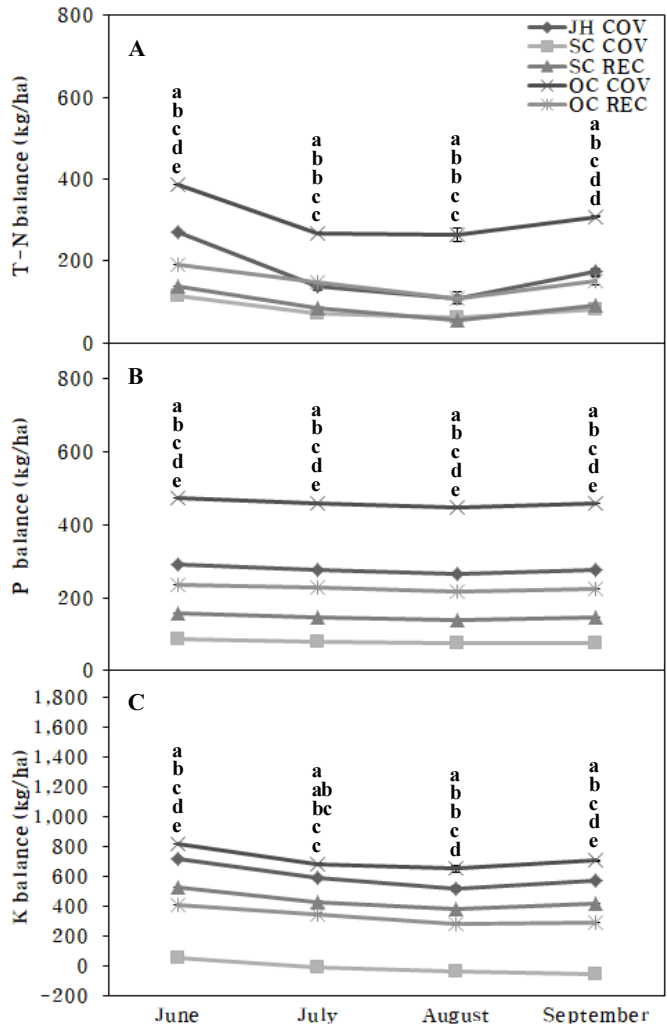 800
600
400
200
0
T-N balance (kg/ha)
A
JH COV
SC COV
SC REC
OC COV
OC REC
a
b
c
d
e
a
b
b
c
c
a
b
b
c
c
a
b
c
d
d
800
600
400
200
0
P balance (kg/ha)
B
a
b
c
d
e
a
b
c
d
e
a
b
c
d
e
a
b
c
d
e
1,800
1,600
1,400
1,200
1,000
800
600
400
200
0
-200
K balance (kg/ha)
C
a
b
c
d
e
a
ab
bc
c
c
a
b
b
c
d
a
b
c
d
e
June July August September